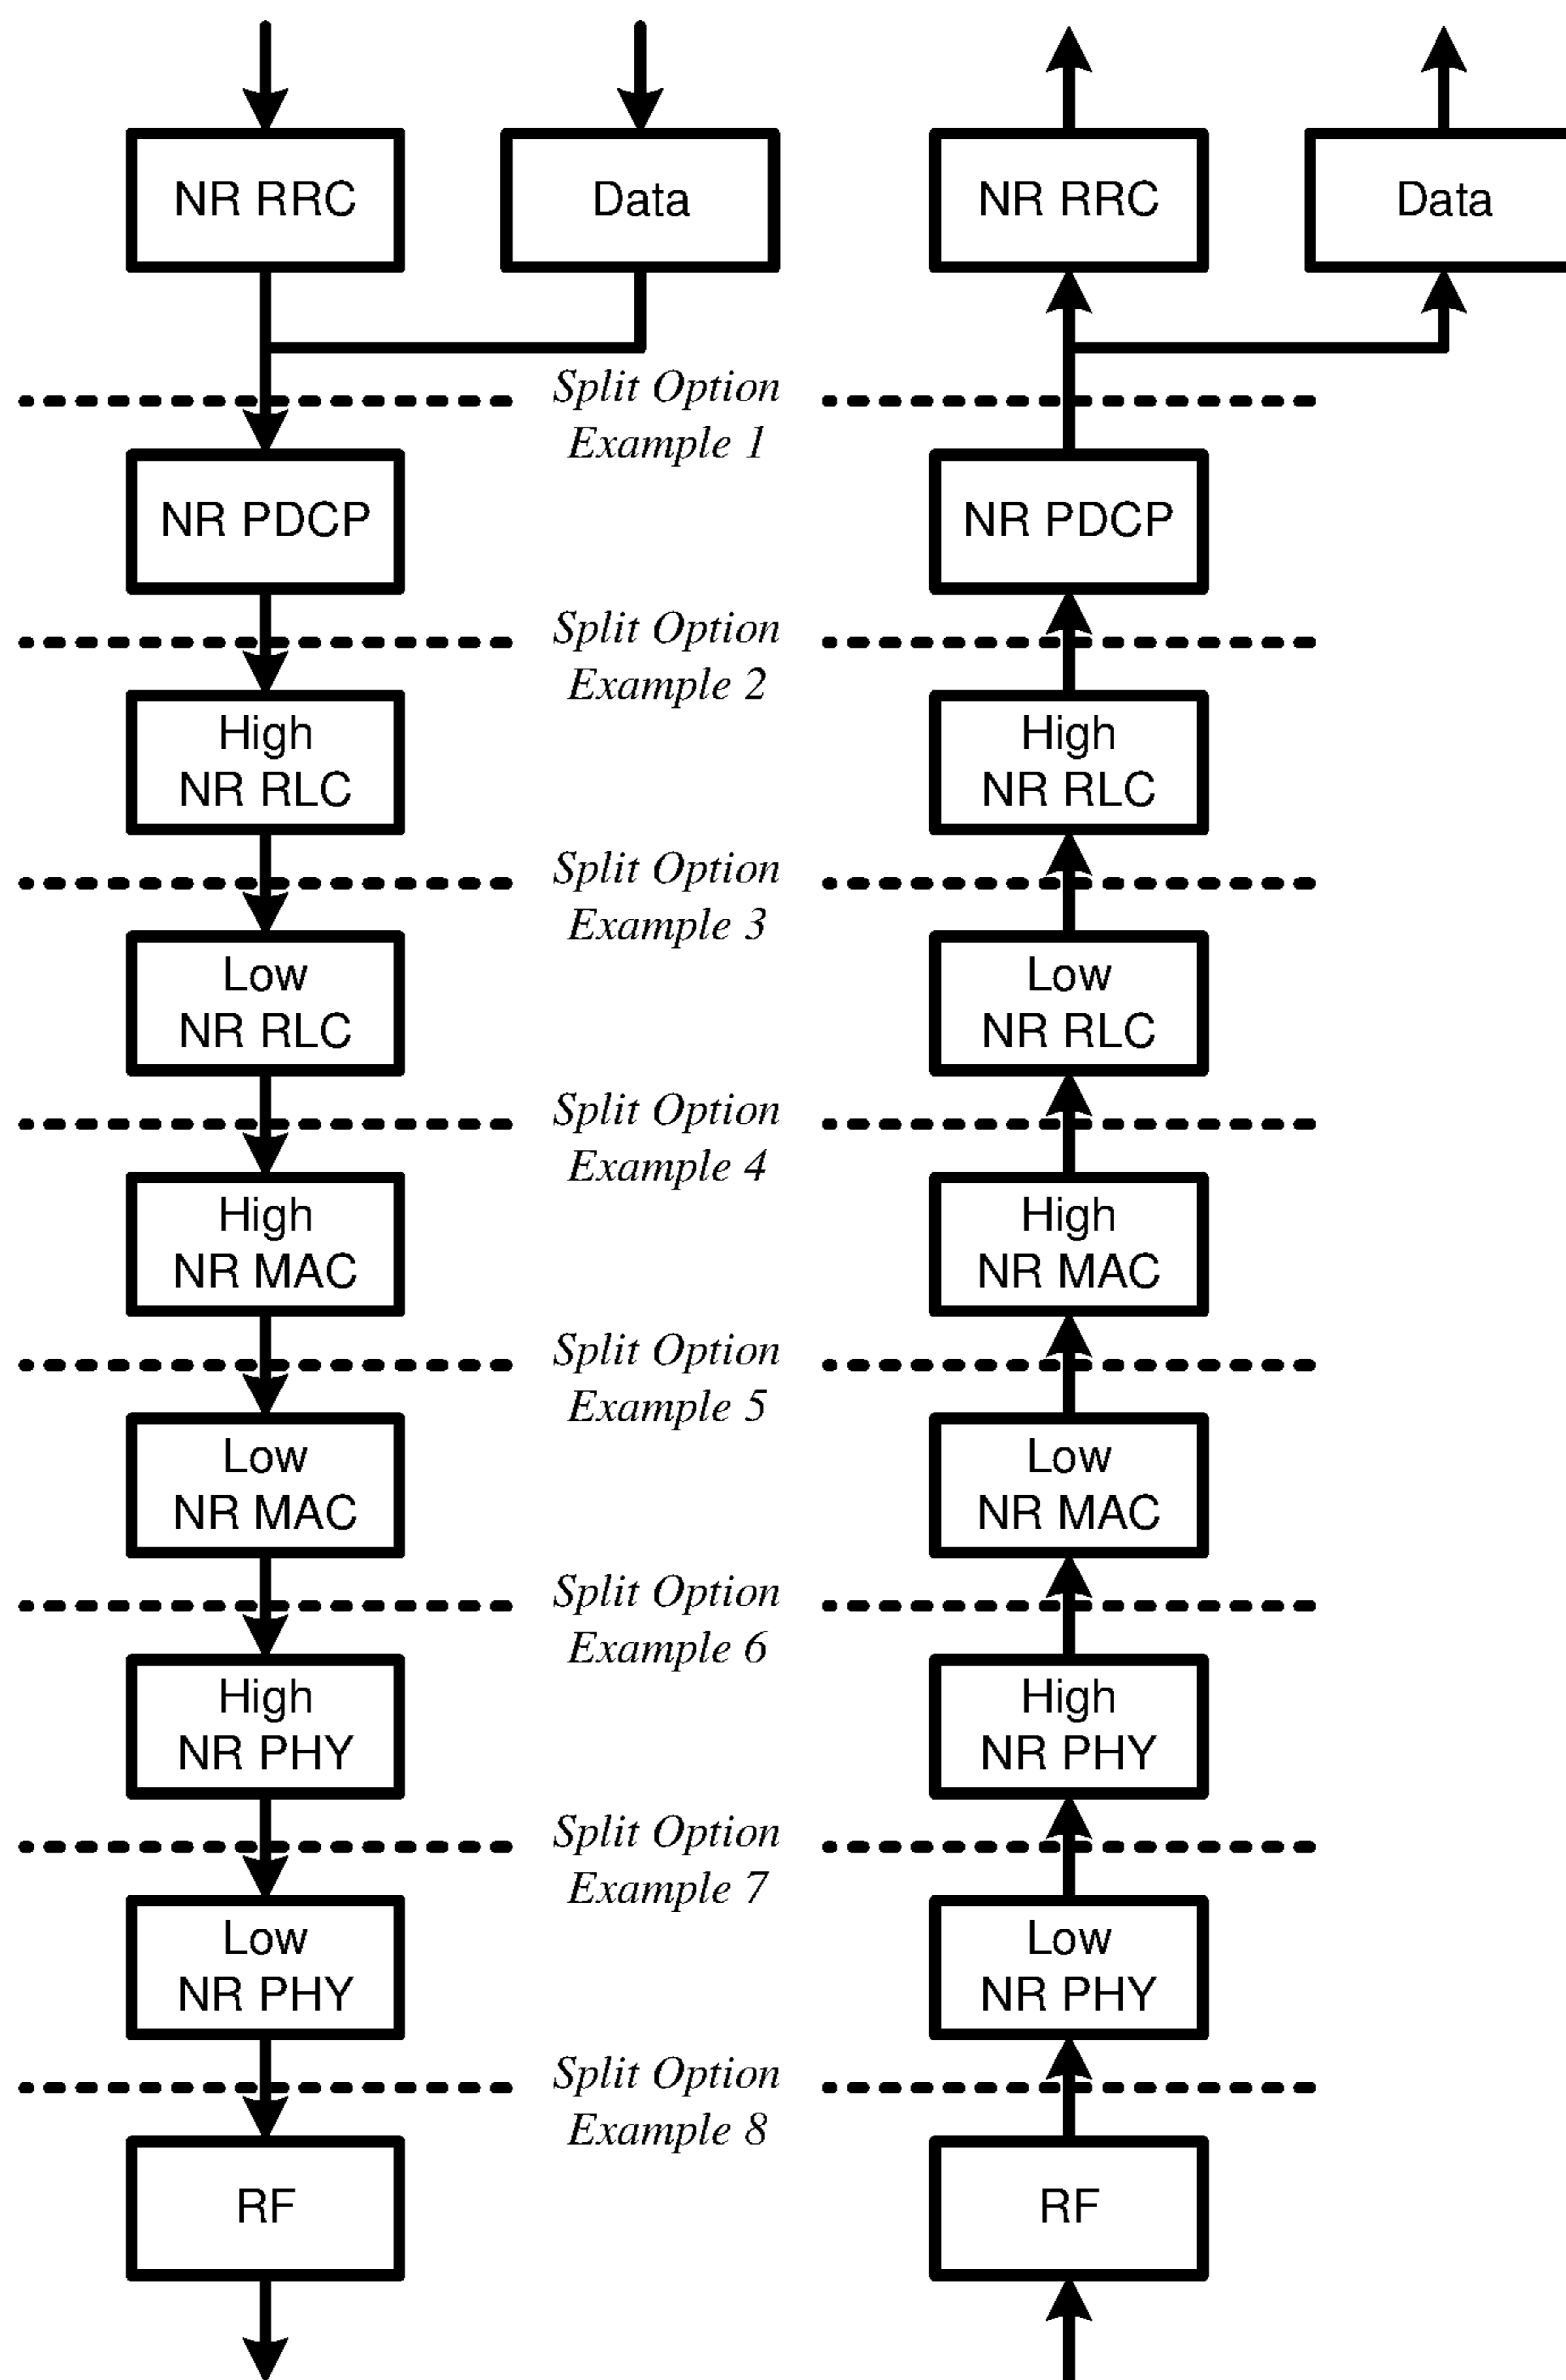 NR RRC
Data
NR RRC
Data
Split Option
Example 1
NR PDCP
NR PDCP
Split Option
Example 2
High
NR RLC
High
NR RLC
Split Option
Example 3
Low
NR RLC
Low
NR RLC
Split Option
Example 4
High
NR MAC
High
NR MAC
Split Option
Example 5
Low
NR MAC
Low
NR MAC
Split Option
Example 6
High
NR PHY
High
NR PHY
Split Option
Example 7
Low
NR PHY
Low
NR PHY
Split Option
Example 8
RF
RF